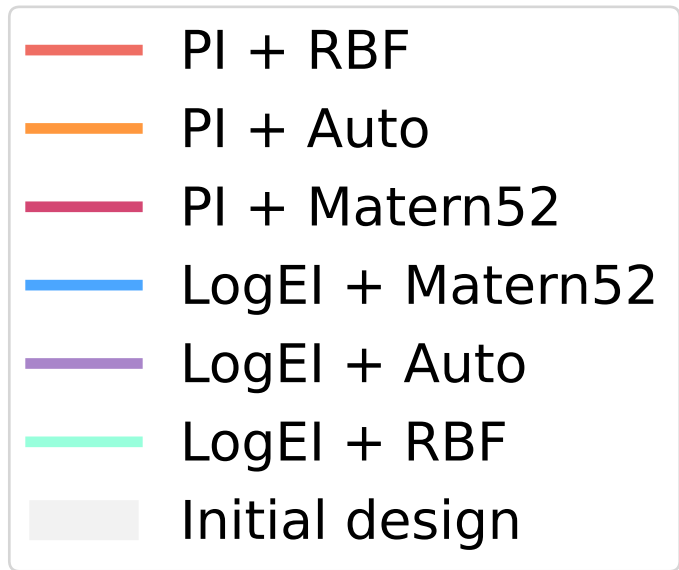 PI + RBF
PI + Auto
PI + Matern52
LogEI + Matern52
LogEI + Auto
LogEI + RBF
Initial design